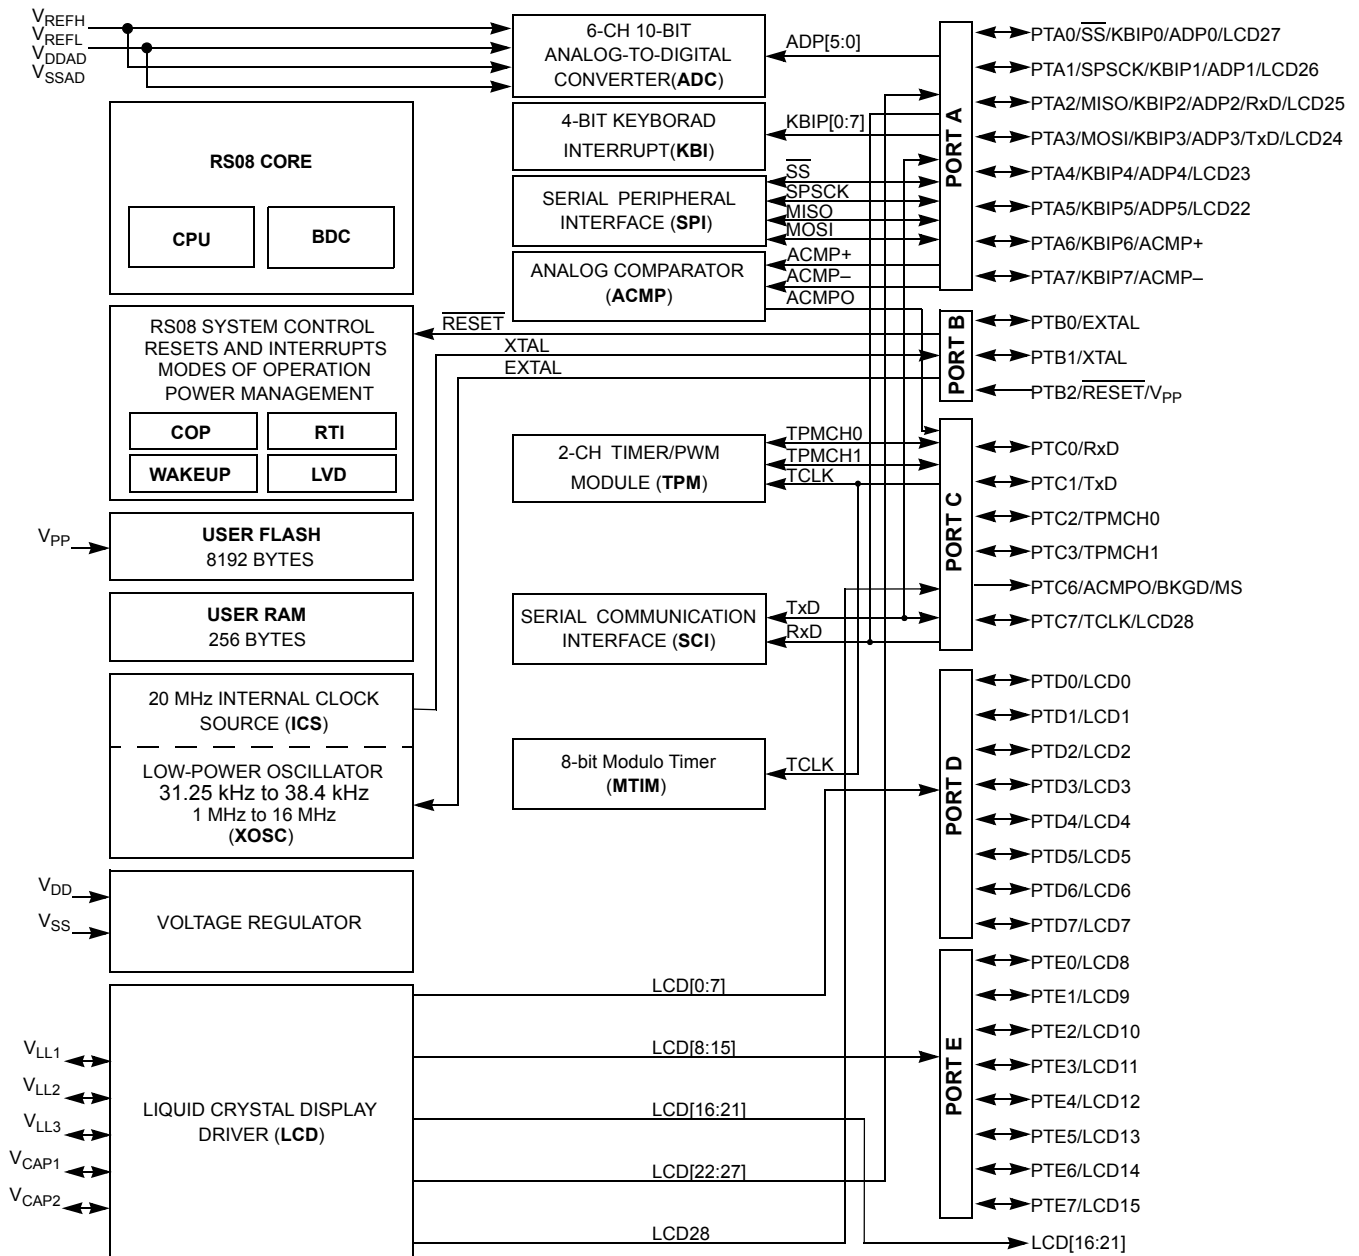 VREFH
VREFL
VDDAD
VSSAD
6-CH 10-BIT
ANALOG-TO-DIGITAL
CONVERTER(ADC)
ADP[5:0]
4-BIT KEYBORAD
INTERRUPT(KBI)
KBIP[0:7]
SERIAL PERIPHERAL
INTERFACE (SPI)
SS
SPSCK
MISO
MOSI
ANALOG COMPARATOR
(ACMP)
ACMP+
ACMP–
ACMPO
RS08 CORE
CPU
BDC
RS08 SYSTEM CONTROL
RESETS AND INTERRUPTS
MODES OF OPERATION
POWER MANAGEMENT
COP
RTI
WAKEUP
LVD
RESET
XTAL
EXTAL
VPP
USER FLASH
8192 BYTES
USER RAM
256 BYTES
20 MHz INTERNAL CLOCK
SOURCE (ICS)
LOW-POWER OSCILLATOR
31.25 kHz to 38.4 kHz
1 MHz to 16 MHz
(XOSC)
2-CH TIMER/PWM
MODULE (TPM)
TPMCH0
TPMCH1
TCLK
SERIAL COMMUNICATION
INTERFACE (SCI)
TxD
RxD
8-bit Modulo Timer
(MTIM)
TCLK
VDD
VSS
VOLTAGE REGULATOR
VLL1
VLL2
VLL3
VCAP1
VCAP2
LIQUID CRYSTAL DISPLAY
DRIVER (LCD)
LCD[0:7]
LCD[8:15]
LCD[16:21]
LCD[22:27]
LCD28
PORT A
PTA0/SS/KBIP0/ADP0/LCD27
PTA1/SPSCK/KBIP1/ADP1/LCD26
PTA2/MISO/KBIP2/ADP2/RxD/LCD25
PTA3/MOSI/KBIP3/ADP3/TxD/LCD24
PTA4/KBIP4/ADP4/LCD23
PTA5/KBIP5/ADP5/LCD22
PTA6/KBIP6/ACMP+
PTA7/KBIP7/ACMP–
PORT B
PTB0/EXTAL
PTB1/XTAL
PTB2/RESET/VPP
PORT C
PTC0/RxD
PTC1/TxD
PTC2/TPMCH0
PTC3/TPMCH1
PTC6/ACMPO/BKGD/MS
PTC7/TCLK/LCD28
PORT D
PTD0/LCD0
PTD1/LCD1
PTD2/LCD2
PTD3/LCD3
PTD4/LCD4
PTD5/LCD5
PTD6/LCD6
PTD7/LCD7
PORT E
PTE0/LCD8
PTE1/LCD9
PTE2/LCD10
PTE3/LCD11
PTE4/LCD12
PTE5/LCD13
PTE6/LCD14
PTE7/LCD15
LCD[16:21]